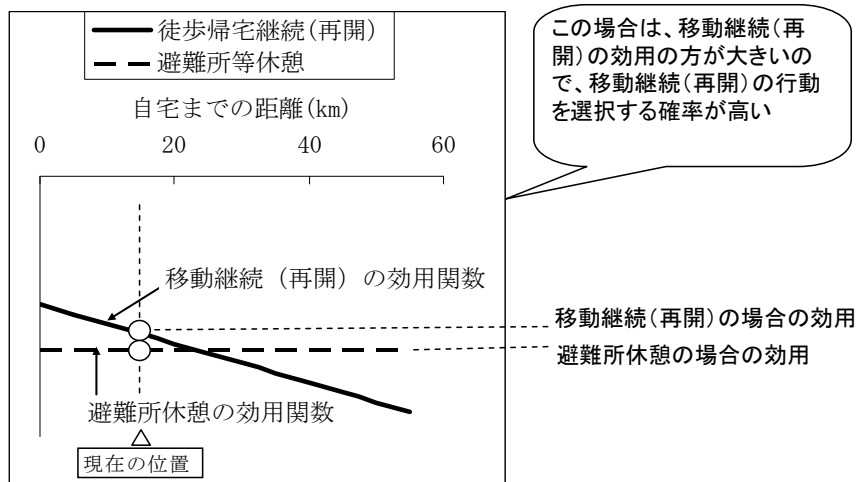 徒歩帰宅継続(再開)
避難所等休憩
自宅までの距離(km)
0 20 40 60
移動継続（再開）の効用関数
避難所休憩の効用関数
現在の位置
この場合は、移動継続(再
開)の効用の方が大きいの
で、移動継続(再開)の行動
を選択する確率が高い
移動継続(再開)の場合の効用
避難所休憩の場合の効用